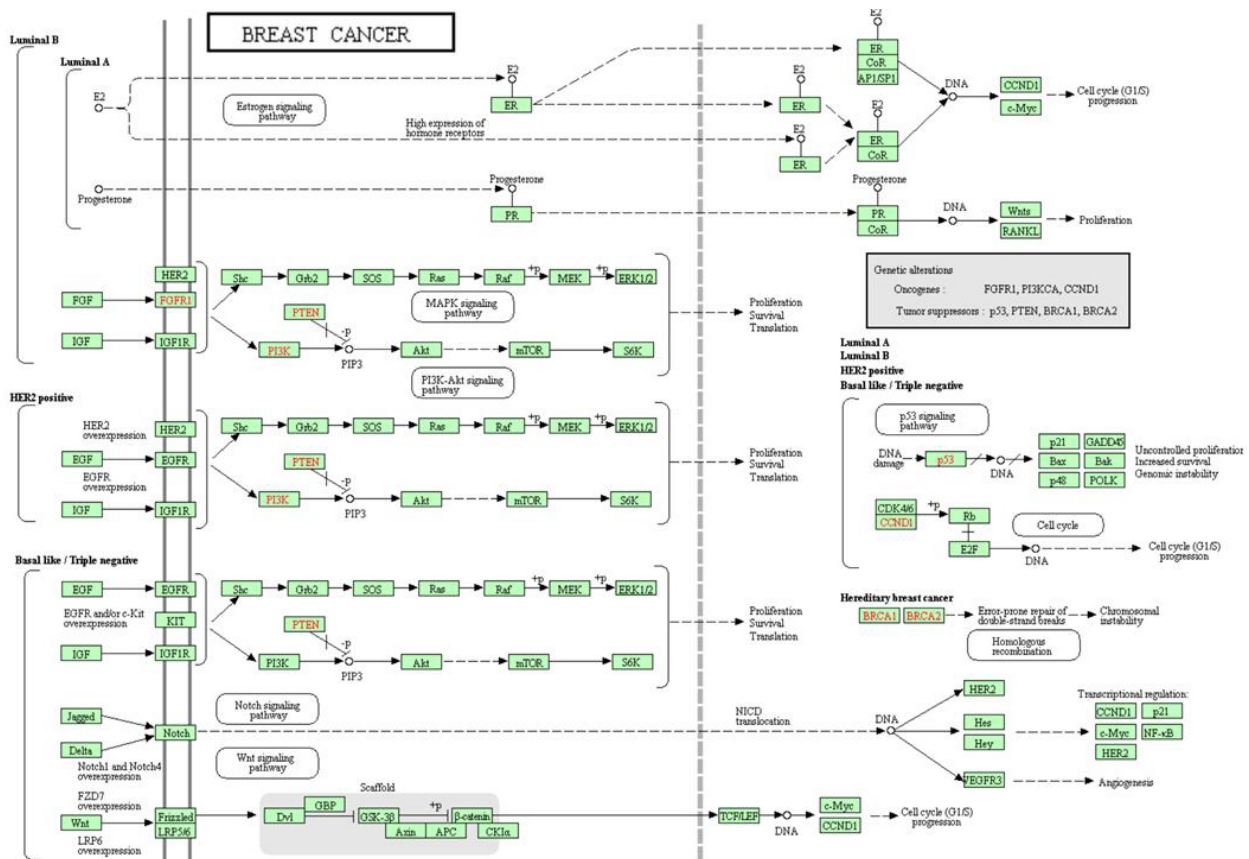 BREAST CANCER
Luminal B
Luminal A
E2
Estrogen signaling
pathway
High expression of
hormone receptors
E2
ER
E2
ER
E2
ER
E2
ER
CoR
AP1/SP1
E2
ER
CoR
DNA
CCND1
c-Myc
Cell cycle (G1/S)
progression
Progesterone
Progesterone
PR
Progesterone
PR
CoR
DNA
Wnts
RANKL
Proliferation
HER2
FGF
FGFR1
IGF
IGF1R
Shc
Grb2
SOS
Ras
Raf
+p
MEK
+p
ERK1/2
MAPK signaling
pathway
PTEN
-p
PI3K
PIP3
Akt
mTOR
S6K
PI3K-Akt signaling
pathway
Proliferation
Survival
Translation
Genetic alterations
Oncogenes : FGFR1, PI3KCA, CCND1
Tumor suppressors : p53, PTEN, BRCA1, BRCA2
HER2 positive
HER2
overexpression
HER2
EGF
EGFR
EGFR
overexpression
IGF
IGF1R
Shc
Grb2
SOS
Ras
Raf
+p
MEK
+p
ERK1/2
PTEN
-p
PI3K
PIP3
Akt
mTOR
S6K
Proliferation
Survival
Translation
Luminal A
Luminal B
HER2 positive
Basal like / Triple negative
p53 signaling
pathway
DNA
damage
p53
DNA
p21
GADD45
Bax
Bak
p48
POLK
Uncontrolled proliferation
Increased survival
Genomic instability
CDK4/6
CCND1
+p
Rb
E2F
Cell cycle
DNA
Cell cycle (G1/S)
progression
Basal like / Triple negative
EGF
EGFR
EGFR and/or c-Kit
overexpression
KIT
IGF
IGF1R
Shc
Grb2
SOS
Ras
Raf
+p
MEK
+p
ERK1/2
PTEN
-p
PI3K
PIP3
Akt
mTOR
S6K
Proliferation
Survival
Translation
Hereditary breast cancer
BRCA1
BRCA2
Error-prone repair of
double-strand breaks
Chromosomal
instability
Homologous
recombination
Jagged
Delta
Notch
Notch signaling
pathway
Notch1 and Notch4
overexpression
NICD
translocation
DNA
HER2
Hes
Hey
VEGFR3
Transcriptional regulation:
CCND1
p21
c-Myc
NF-κB
HER2
Angiogenesis
Wnt signaling
pathway
FZD7
overexpression
Wnt
Frizzled
LRP5/6
LRP6
overexpression
Scaffold
Dvl
GBP
GSK-3β
+p
β-catenin
Axin
APC
CKIα
TCF/LEF
DNA
c-Myc
CCND1
Cell cycle (G1/S)
progression